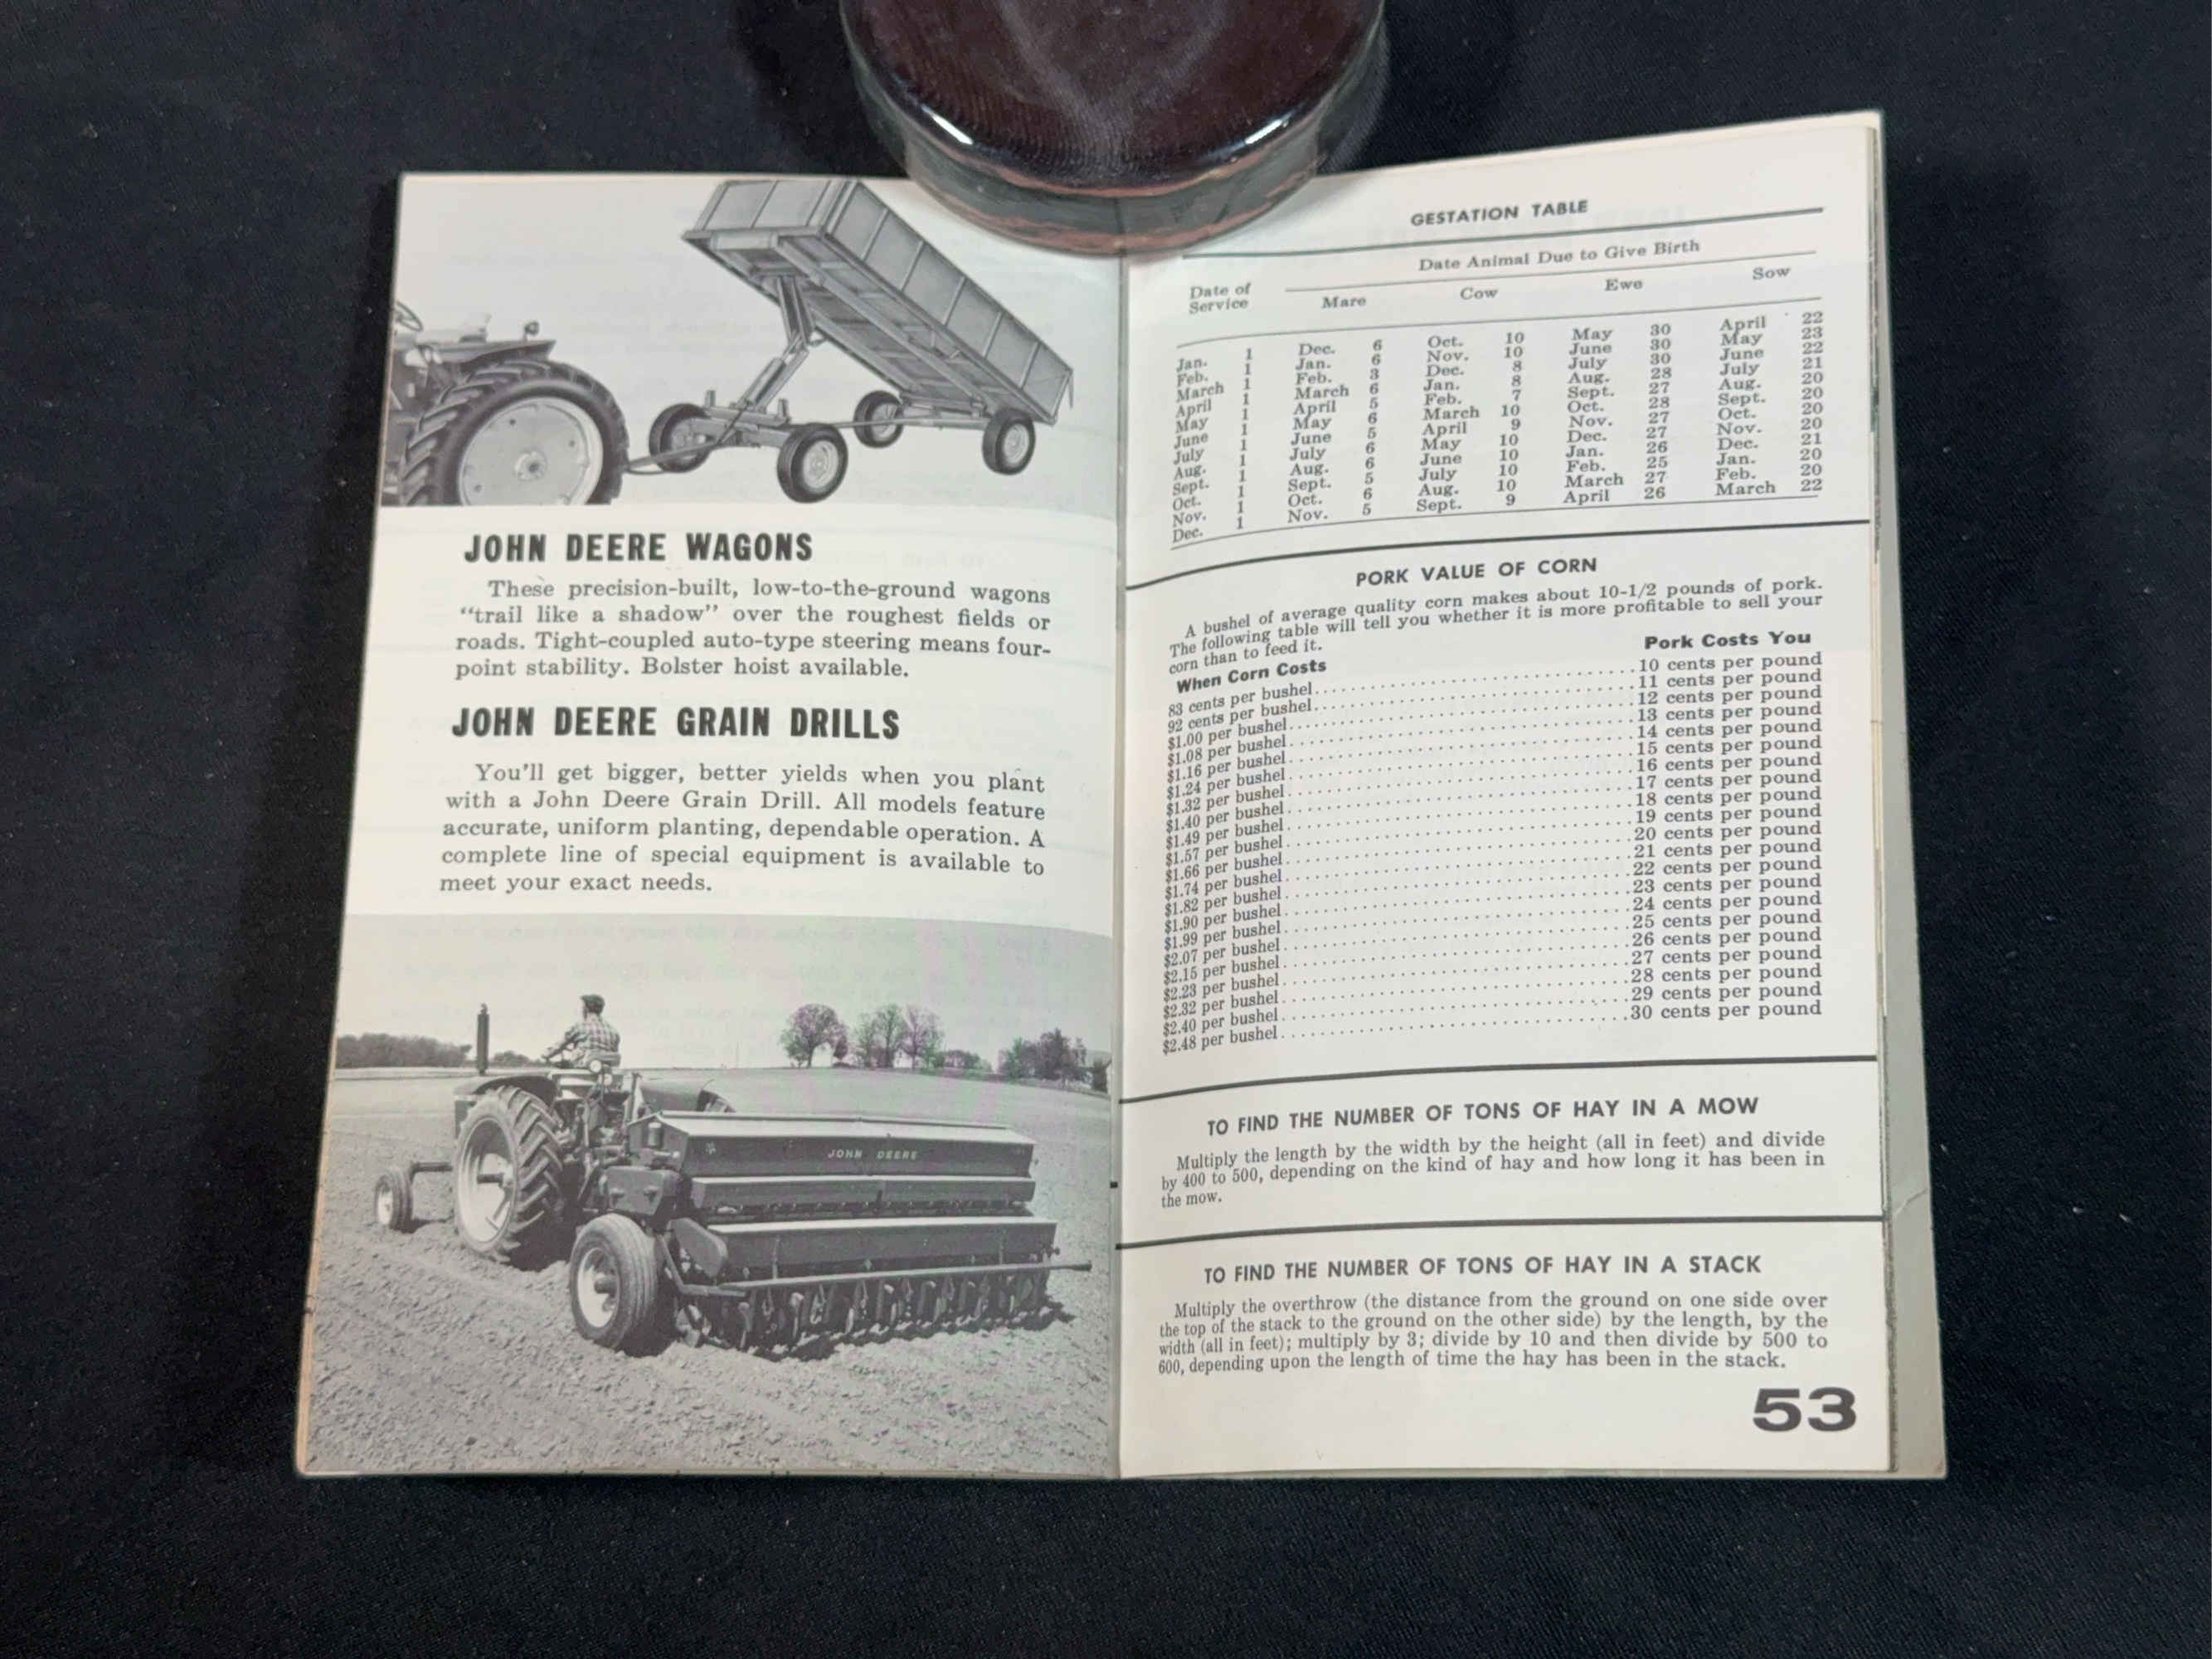 JOHN DEERE WAGONS
These precision-built, low-to-the-ground wagons
“trail like a shadow” over the roughest fields or
roads. Tight-coupled auto-type steering means four-
point stability. Bolster hoist available.
JOHN DEERE GRAIN DRILLS
You'll get bigger, better yields when you plant
with a John Deere Grain Drill. All models feature
accurate, uniform planting, dependable operation. A
complete line of special equipment is available to
meet your exact needs.
JOHN DEERE
GESTATION TABLE
Date Animal Due to Give Birth
Date of
Service Mare Cow Ewe Sow
Jan. 1 Dec. 6 Oct. 10 May 30 April 22
Feb. 1 Jan. 6 Nov. 10 June 30 May 23
March 1 Feb. 3 Dec. 8 July 30 June 22
April 1 March 6 Jan. 8 Aug. 28 July 21
May 1 April 5 Feb. 7 Sept. 27 Aug. 20
June 1 May 6 March 10 Oct. 28 Sept. 20
July 1 June 5 April 9 Nov. 27 Oct. 20
Aug. 1 July 6 May 10 Dec. 27 Nov. 20
Sept. 1 Aug. 6 June 10 Jan. 26 Dec. 21
Oct. 1 Sept. 5 July 10 Feb. 25 Jan. 20
Nov. 1 Oct. 6 Aug. 10 March 27 Feb. 20
Dec. 1 Nov. 5 Sept. 9 April 26 March 22
PORK VALUE OF CORN
A bushel of average quality corn makes about 10-1/2 pounds of pork.
The following table will tell you whether it is more profitable to sell your
corn than to feed it.
When Corn Costs Pork Costs You
83 cents per bushel 10 cents per pound
92 cents per bushel 11 cents per pound
$1.00 per bushel 12 cents per pound
$1.08 per bushel 13 cents per pound
$1.16 per bushel 14 cents per pound
$1.24 per bushel 15 cents per pound
$1.32 per bushel 16 cents per pound
$1.40 per bushel 17 cents per pound
$1.49 per bushel 18 cents per pound
$1.57 per bushel 19 cents per pound
$1.66 per bushel 20 cents per pound
$1.74 per bushel 21 cents per pound
$1.82 per bushel 22 cents per pound
$1.90 per bushel 23 cents per pound
$1.99 per bushel 24 cents per pound
$2.07 per bushel 25 cents per pound
$2.15 per bushel 26 cents per pound
$2.23 per bushel 27 cents per pound
$2.32 per bushel 28 cents per pound
$2.40 per bushel 29 cents per pound
$2.48 per bushel 30 cents per pound
TO FIND THE NUMBER OF TONS OF HAY IN A MOW
Multiply the length by the width by the height (all in feet) and divide
by 400 to 500, depending on the kind of hay and how long it has been in
the mow.
TO FIND THE NUMBER OF TONS OF HAY IN A STACK
Multiply the overthrow (the distance from the ground on one side over
the top of the stack to the ground on the other side) by the length, by the
width (all in feet); multiply by 3; divide by 10 and then divide by 500 to
600, depending upon the length of time the hay has been in the stack.
53